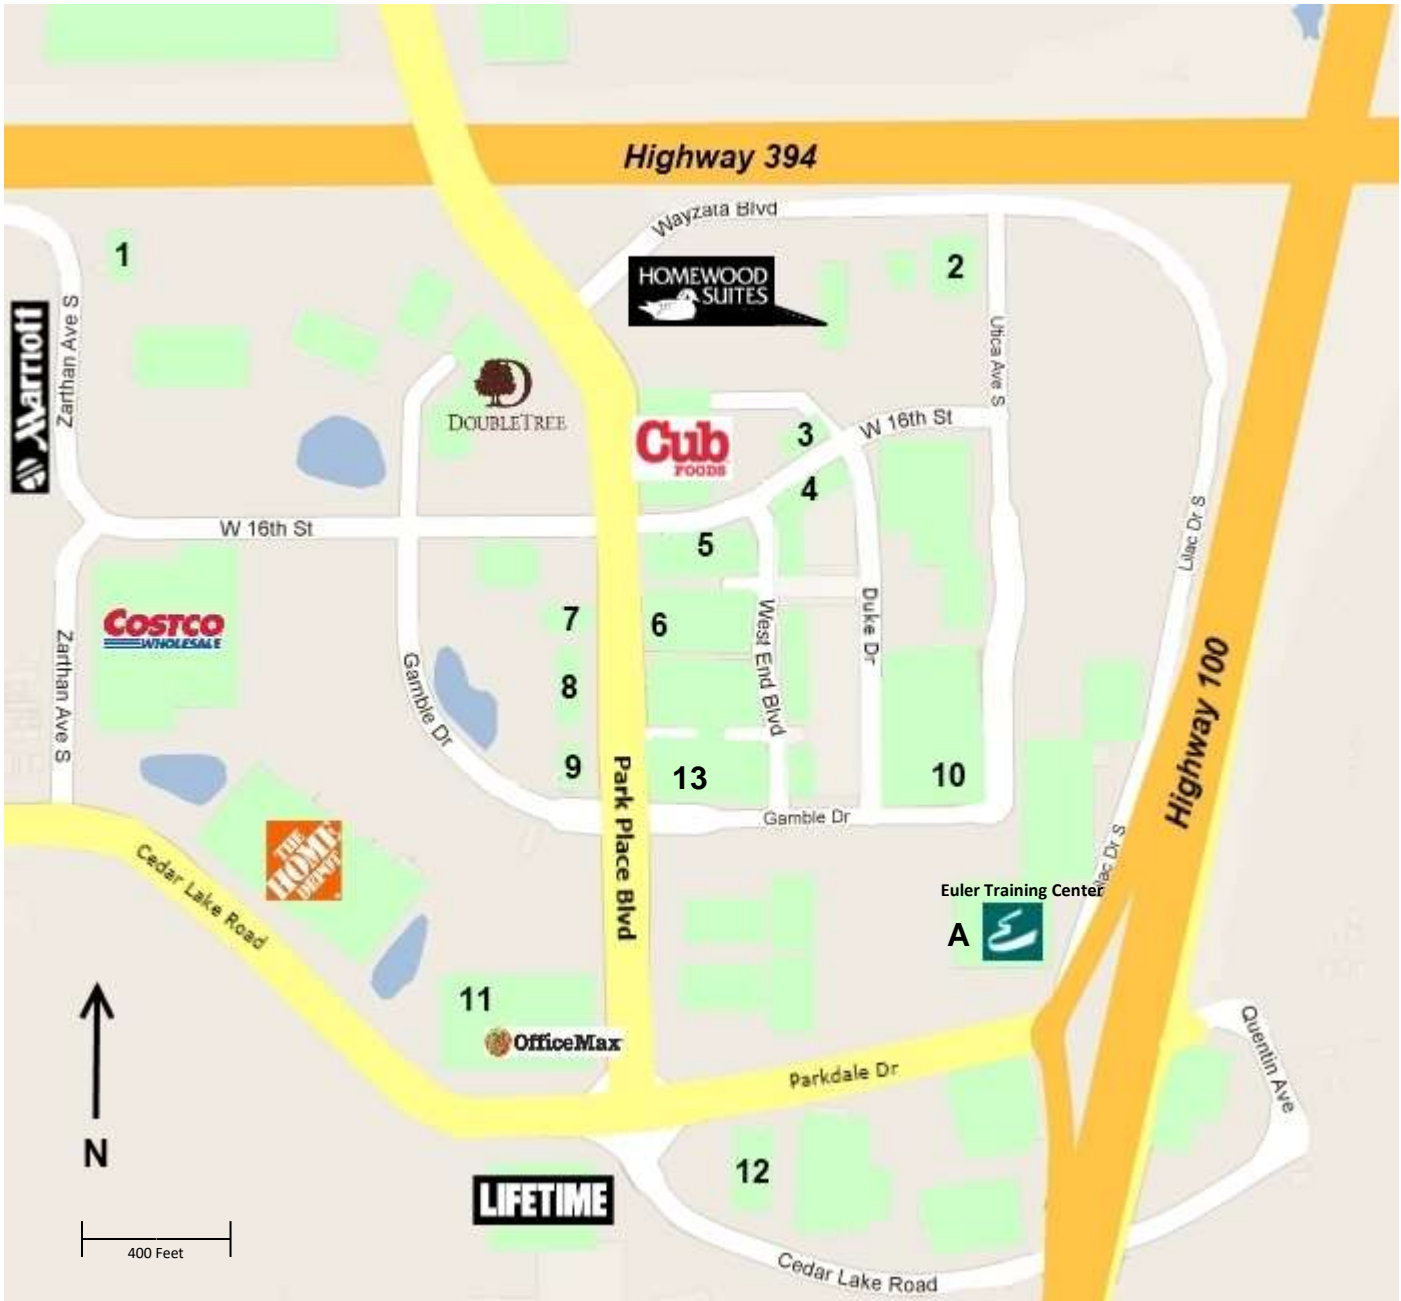 Highway 394
Wayzata Blvd
1
HOMEWOOD
SUITES
2
Marriott
Zarthan Ave S
Utica Ave S
DOUBLETREE
Cub
FOODS
3
W 16th St
4
W 16th St
5
Lilac Dr S
COSTCO
WHOLESALE
7
6
West End Blvd
Duke Dr
Zarthan Ave S
Gamble Dr
8
Highway 100
9
13
10
Park Place Blvd
Gamble Dr
THE
HOME
DEPOT
Cedar Lake Road
Lilac Dr S
Euler Training Center
A
11
OfficeMax
Quentin Ave
Parkdale Dr
N
12
LIFETIME
400 Feet
Cedar Lake Road